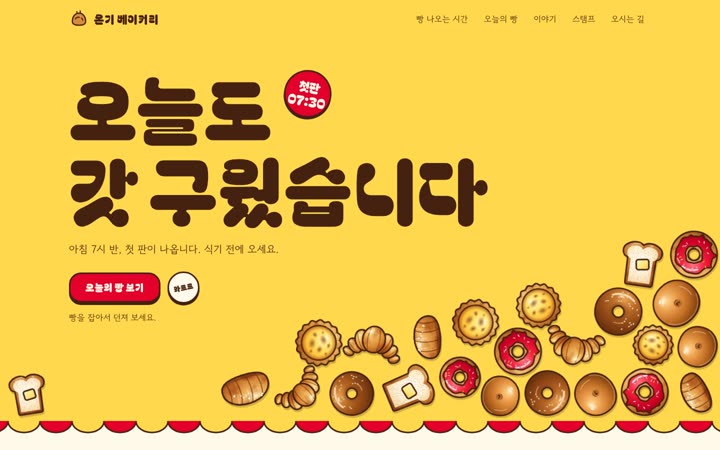 온기 베이커리
빵 나오는 시간 오늘의 빵 이야기 스탬프 오시는 길
첫판
07:30
오늘도
갓 구웠습니다
아침 7시 반, 첫 판이 나옵니다. 식기 전에 오세요.
오늘의 빵 보기
빵을 잡아서 던져 보세요.